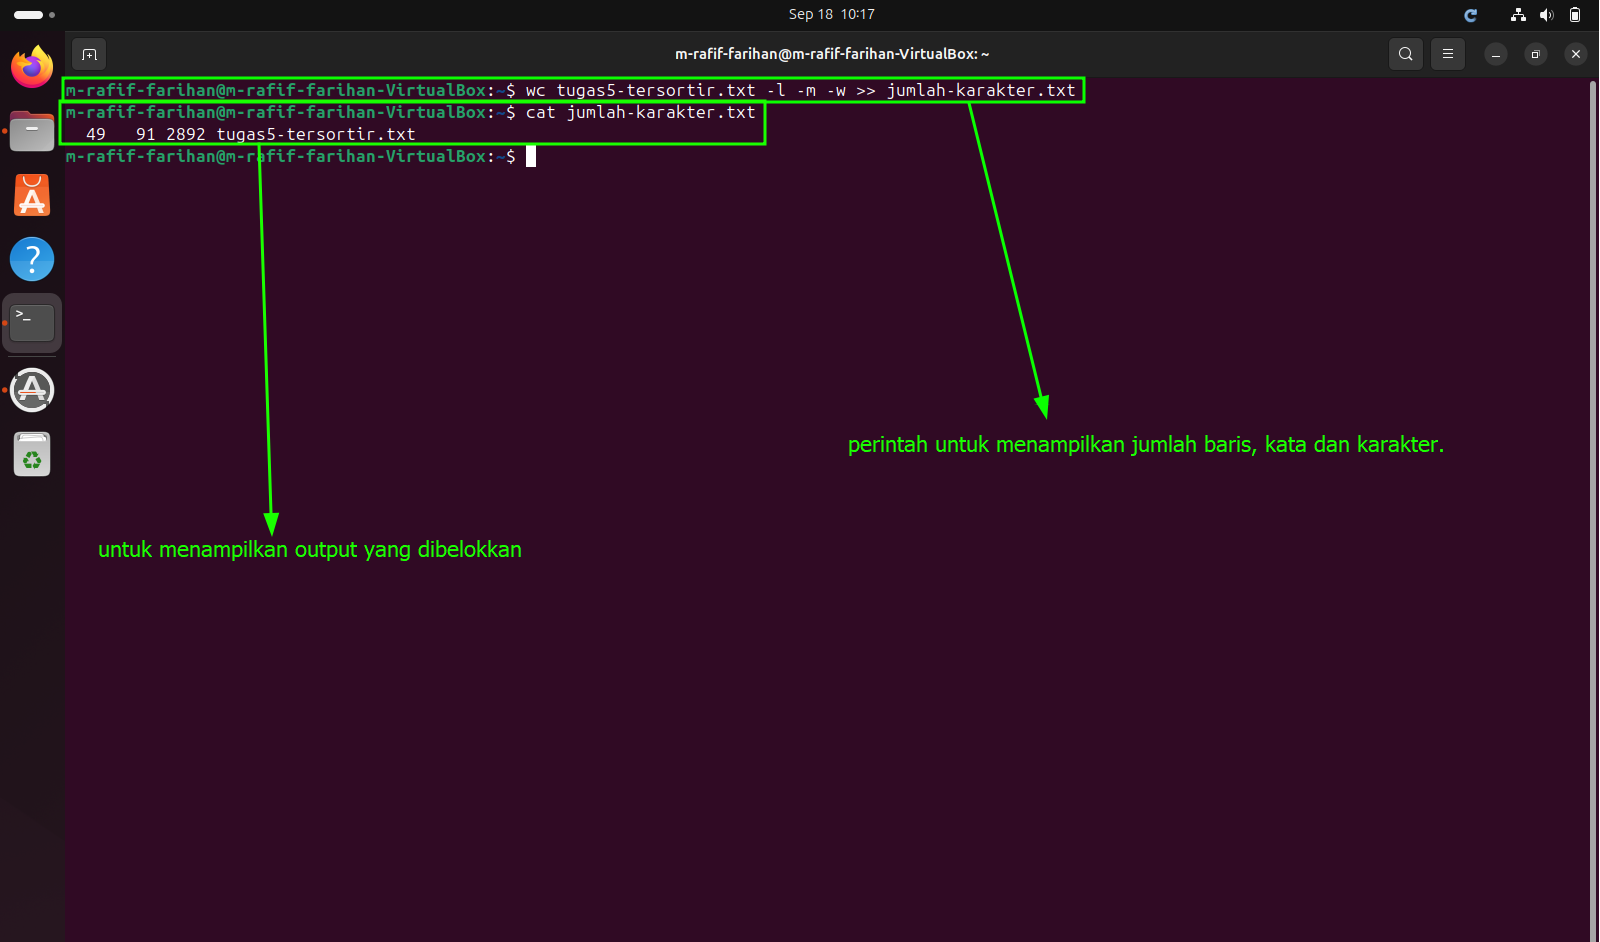 Sep 18 10:17
m-rafif-farihan@m-rafif-farihan-VirtualBox: ~
m-rafif-farihan@m-rafif-farihan-VirtualBox:~$ wc tugas5-tersortir.txt -l -m -w >> jumlah-karakter.txt
m-rafif-farihan@m-rafif-farihan-VirtualBox:~$ cat jumlah-karakter.txt
49 91 2892 tugas5-tersortir.txt
m-rafif-farihan@m-rafif-farihan-VirtualBox:~$
perintah untuk menampilkan jumlah baris, kata dan karakter.
untuk menampilkan output yang dibelokkan